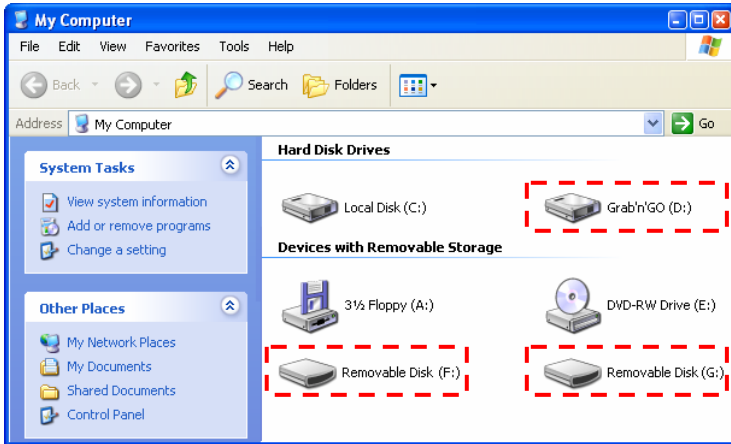 My Computer
File Edit View Favorites Tools Help
Back Search Folders
Address My Computer Go
System Tasks
View system information
Add or remove programs
Change a setting
Other Places
My Network Places
My Documents
Shared Documents
Control Panel
Hard Disk Drives
Local Disk (C:) Grab'n'GO (D:)
Devices with Removable Storage
3½ Floppy (A:) DVD-RW Drive (E:)
Removable Disk (F:) Removable Disk (G:)